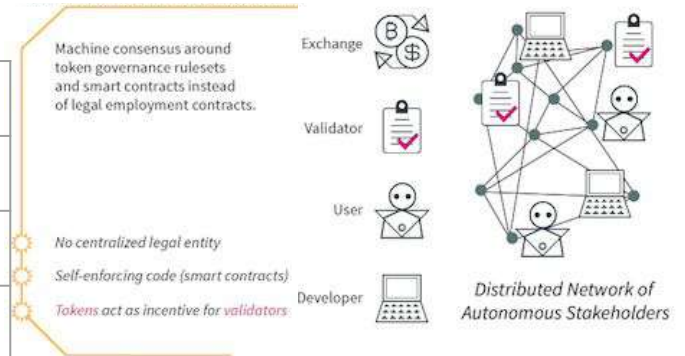 Machine consensus around
token governance rulesets
and smart contracts instead
of legal employment contracts.
No centralized legal entity
Self-enforcing code (smart contracts)
Tokens act as incentive for validators
Exchange
B
$
Validator
User
Developer
Distributed Network of
Autonomous Stakeholders